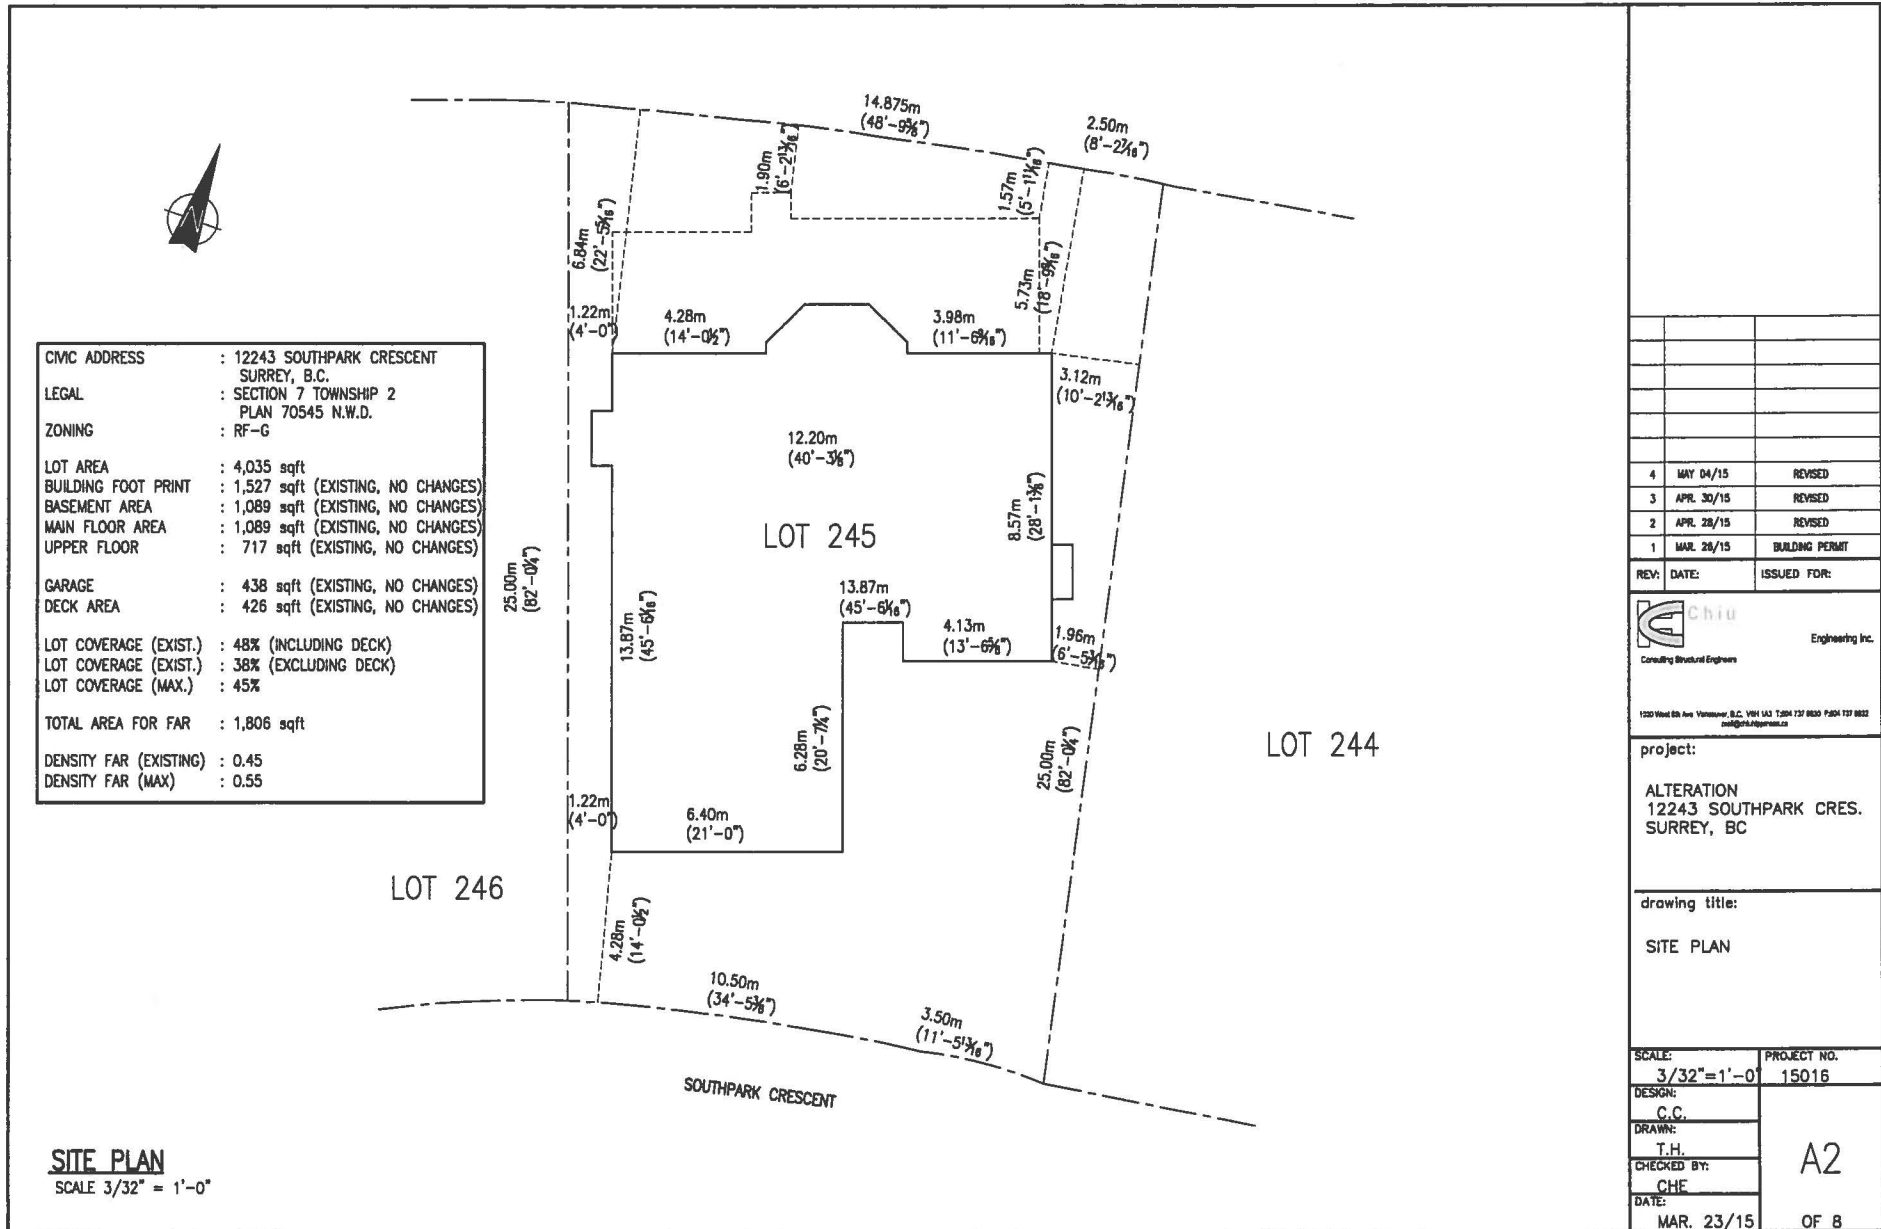 14.875m
(48'-9⅝")
2.50m
(8'-2⁷⁄₁₆")
1.90m
(6'-2¹³⁄₁₆")
1.57m
(5'-1¹¹⁄₁₆")
6.84m
(22'-5⁵⁄₁₆")
5.73m
(18'-9⁹⁄₁₆")
1.22m
(4'-0")
4.28m
(14'-0½")
3.98m
(11'-6⁹⁄₁₆")
3.12m
(10'-2¹³⁄₁₆")
N
CIVIC ADDRESS : 12243 SOUTHPARK CRESCENT
SURREY, B.C.
LEGAL : SECTION 7 TOWNSHIP 2
PLAN 70545 N.W.D.
ZONING : RF-G
LOT AREA : 4,035 sqft
BUILDING FOOT PRINT : 1,527 sqft (EXISTING, NO CHANGES)
BASEMENT AREA : 1,089 sqft (EXISTING, NO CHANGES)
MAIN FLOOR AREA : 1,089 sqft (EXISTING, NO CHANGES)
UPPER FLOOR : 717 sqft (EXISTING, NO CHANGES)
GARAGE : 438 sqft (EXISTING, NO CHANGES)
DECK AREA : 426 sqft (EXISTING, NO CHANGES)
LOT COVERAGE (EXIST.) : 48% (INCLUDING DECK)
LOT COVERAGE (EXIST.) : 38% (EXCLUDING DECK)
LOT COVERAGE (MAX.) : 45%
TOTAL AREA FOR FAR : 1,806 sqft
DENSITY FAR (EXISTING) : 0.45
DENSITY FAR (MAX) : 0.55
12.20m
(40'-3⅛")
LOT 245
8.57m
(28'-1⅜")
25.00m
(82'-0¼")
13.87m
(45'-6¹⁄₁₆")
13.87m
(45'-6¹⁄₁₆")
4.13m
(13'-6⅝")
1.96m
(6'-5³⁄₁₆")
6.28m
(20'-7¼")
25.00m
(82'-0¼")
LOT 244
1.22m
(4'-0")
6.40m
(21'-0")
LOT 246
4.28m
(14'-0½")
10.50m
(34'-5⅜")
3.50m
(11'-5¹³⁄₁₆")
SOUTHPARK CRESCENT
SITE PLAN
SCALE 3/32" = 1'-0"
4 MAY 04/15 REVISED
3 APR. 30/15 REVISED
2 APR. 28/15 REVISED
1 MAR. 26/15 BUILDING PERMIT
REV: DATE: ISSUED FOR:
Chiu
Engineering Inc.
Consulting Structural Engineers
project:
ALTERATION
12243 SOUTHPARK CRES.
SURREY, BC
drawing title:
SITE PLAN
SCALE:
3/32"=1'-0"
PROJECT NO.
15016
DESIGN:
C.C.
DRAWN:
T.H.
CHECKED BY:
CHE
DATE:
MAR. 23/15
A2
OF 8